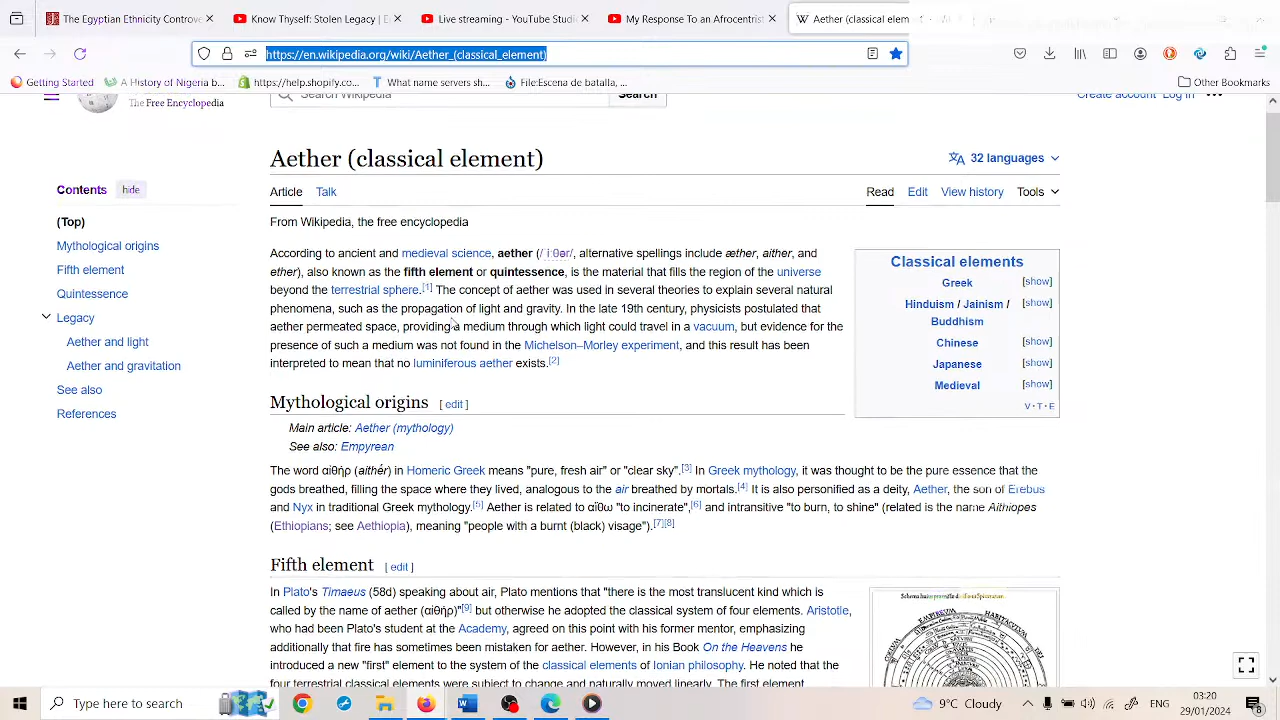 The Egyptian Ethnicity Controve
Know Thyself: Stolen Legacy | E
Live streaming - YouTube Studi
My Response To an Afrocentrist
Aether (classical elem
https://en.wikipedia.org/wiki/Aether_(classical_element)
Getting Started
A History of Nigeria b...
https://help.shopify.co...
What name servers sh...
File:Escena de batalla, ...
Other Bookmarks
The Free Encyclopedia
Search Wikipedia
Search
Create account Log in
Aether (classical element)
32 languages
Contents hide
(Top)
Mythological origins
Fifth element
Quintessence
Legacy
Aether and light
Aether and gravitation
See also
References
Article Talk
Read Edit View history Tools
From Wikipedia, the free encyclopedia
According to ancient and medieval science, aether (/ˈiːθər/, alternative spellings include æther, aither, and
ether), also known as the fifth element or quintessence, is the material that fills the region of the universe
beyond the terrestrial sphere.[1] The concept of aether was used in several theories to explain several natural
phenomena, such as the propagation of light and gravity. In the late 19th century, physicists postulated that
aether permeated space, providing a medium through which light could travel in a vacuum, but evidence for the
presence of such a medium was not found in the Michelson–Morley experiment, and this result has been
interpreted to mean that no luminiferous aether exists.[2]
Classical elements
Greek [show]
Hinduism / Jainism / [show]
Buddhism
Chinese [show]
Japanese [show]
Medieval [show]
V · T · E
Mythological origins [ edit ]
Main article: Aether (mythology)
See also: Empyrean
The word αἰθήρ (aithḗr) in Homeric Greek means "pure, fresh air" or "clear sky".[3] In Greek mythology, it was thought to be the pure essence that the
gods breathed, filling the space where they lived, analogous to the air breathed by mortals.[4] It is also personified as a deity, Aether, the son of Erebus
and Nyx in traditional Greek mythology.[5] Aether is related to αἴθω "to incinerate",[6] and intransitive "to burn, to shine" (related is the name Aithiopes
(Ethiopians; see Aethiopia), meaning "people with a burnt (black) visage").[7][8]
Fifth element [ edit ]
In Plato's Timaeus (58d) speaking about air, Plato mentions that "there is the most translucent kind which is
called by the name of aether (αἰθήρ)"[9] but otherwise he adopted the classical system of four elements. Aristotle,
who had been Plato's student at the Academy, agreed on this point with his former mentor, emphasizing
additionally that fire has sometimes been mistaken for aether. However, in his Book On the Heavens he
introduced a new "first" element to the system of the classical elements of Ionian philosophy. He noted that the
four terrestrial classical elements were subject to change and naturally moved linearly. The first element
Type here to search
9°C Cloudy
03:20
29/01/2024
8